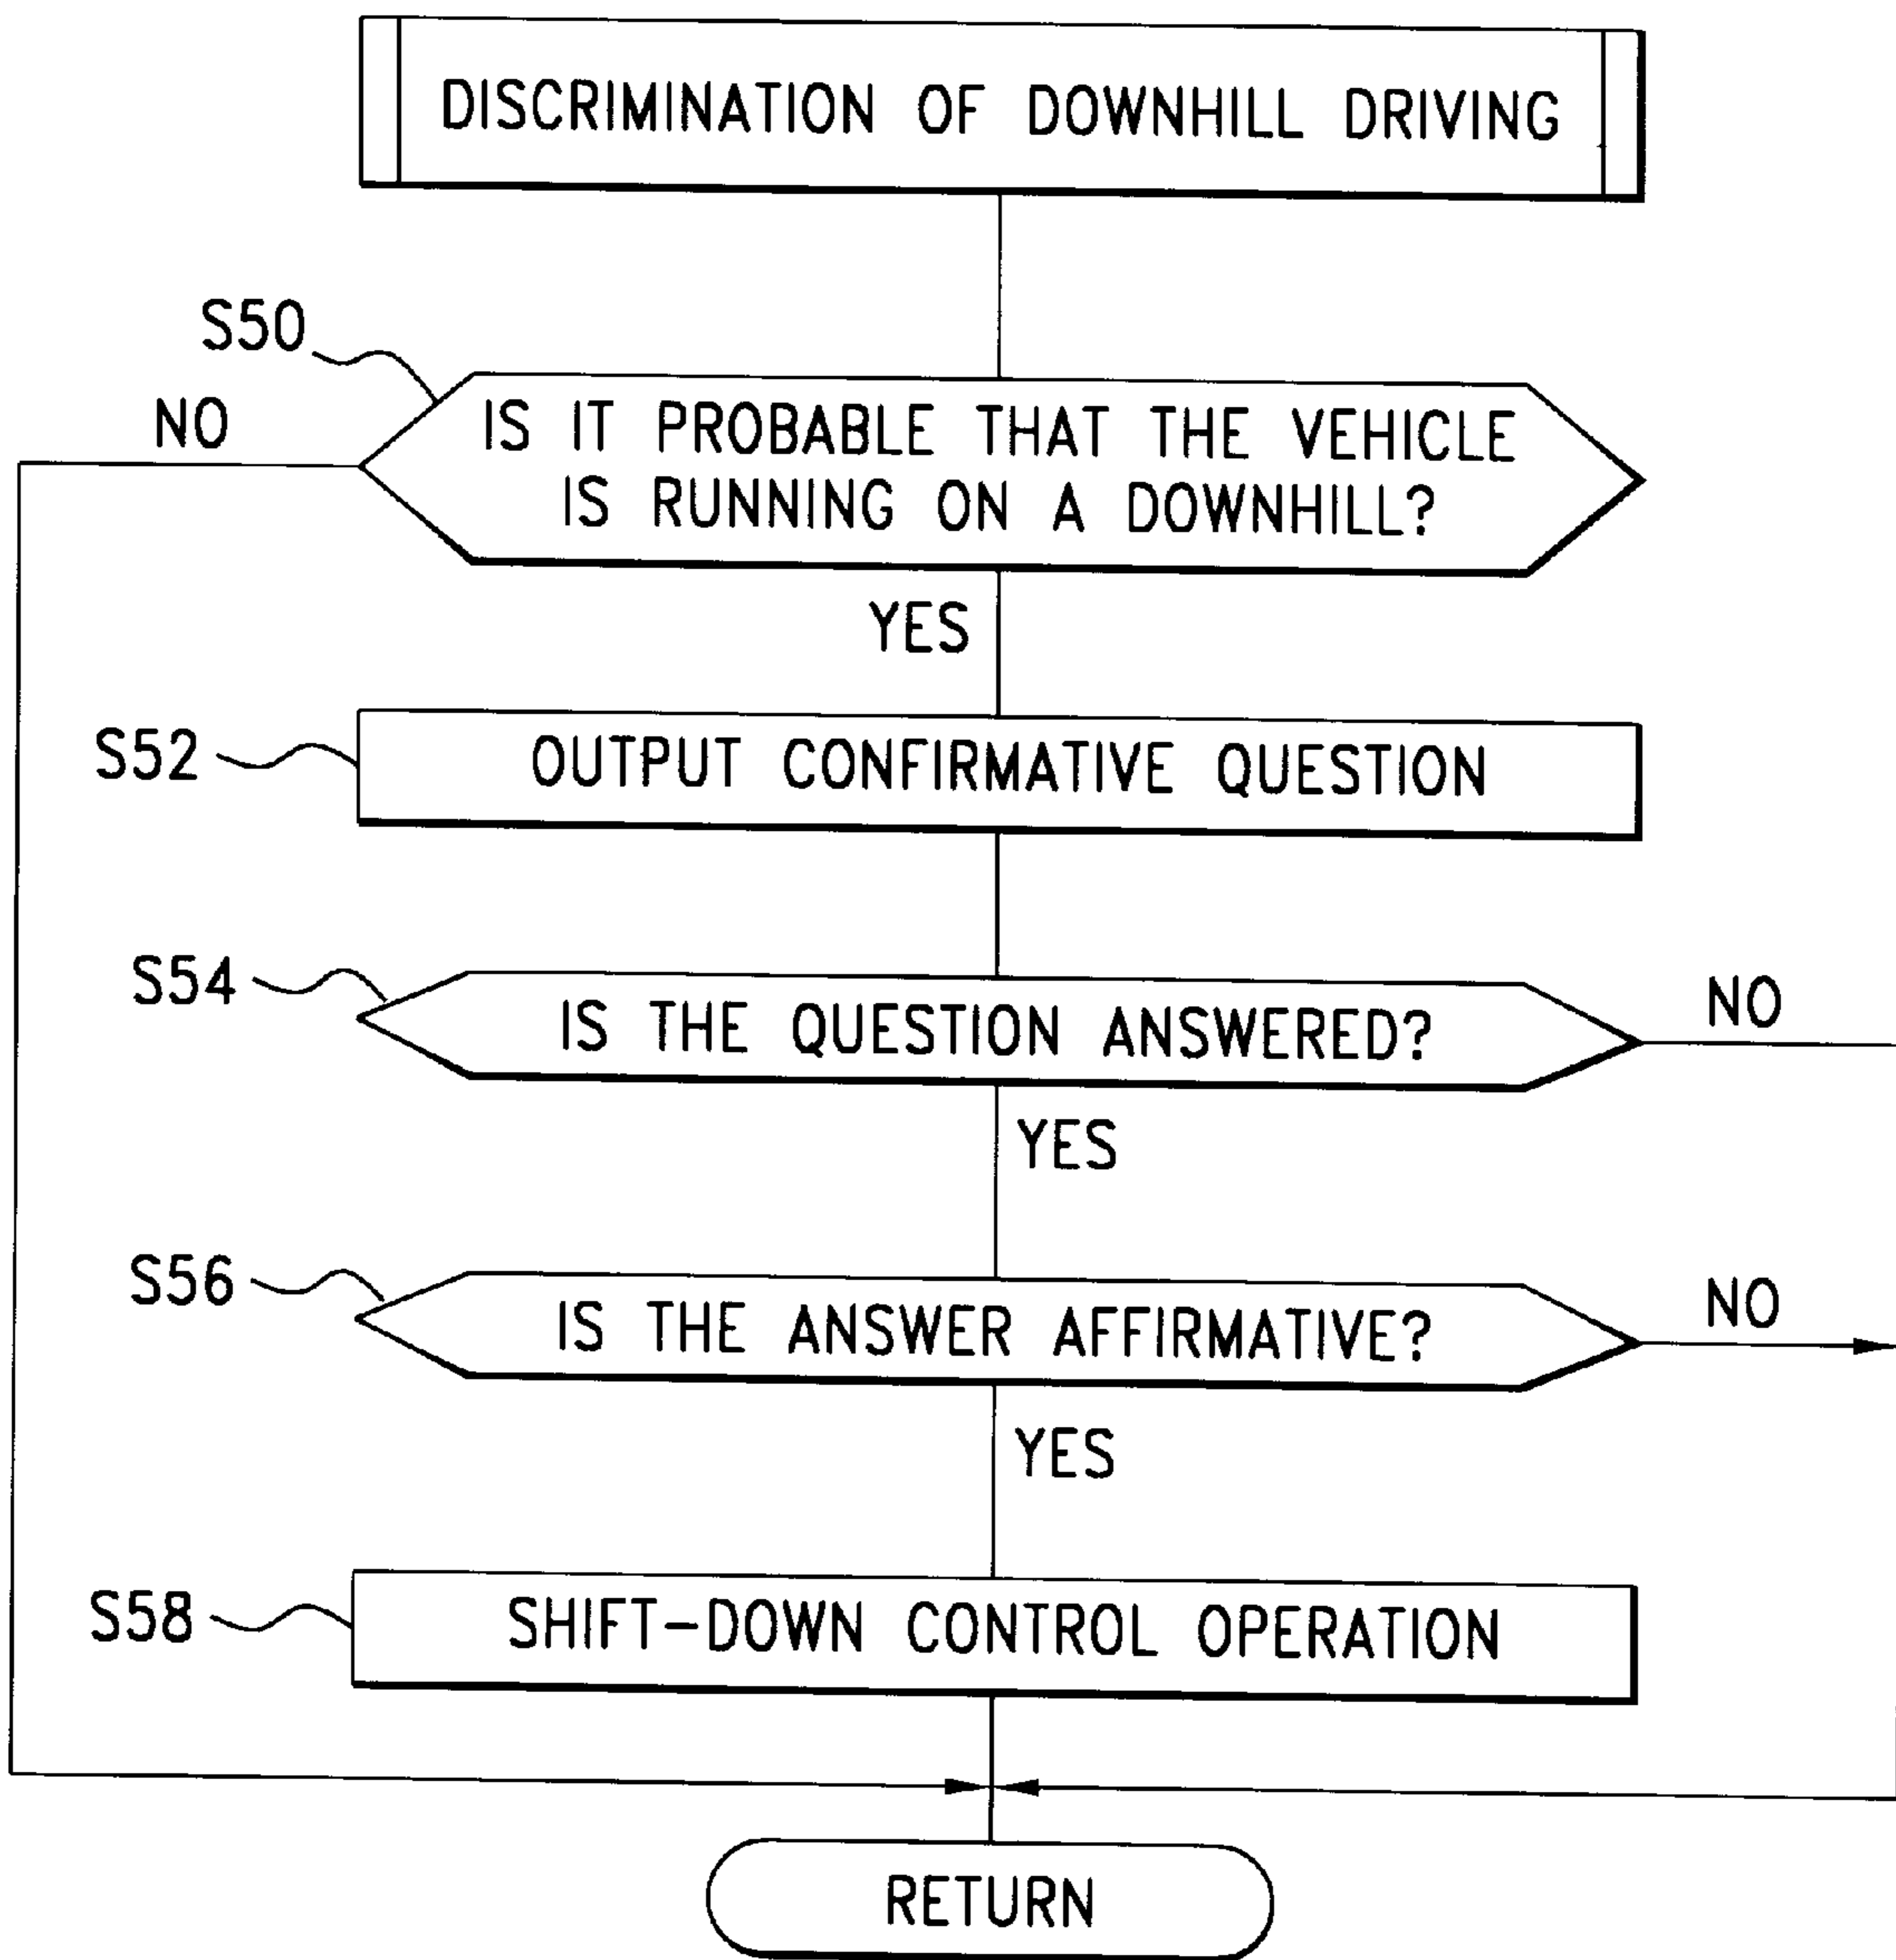 DISCRIMINATION OF DOWNHILL DRIVING
S50
NO
IS IT PROBABLE THAT THE VEHICLE
IS RUNNING ON A DOWNHILL?
YES
S52
OUTPUT CONFIRMATIVE QUESTION
S54
IS THE QUESTION ANSWERED?
NO
YES
S56
IS THE ANSWER AFFIRMATIVE?
NO
YES
S58
SHIFT-DOWN CONTROL OPERATION
RETURN